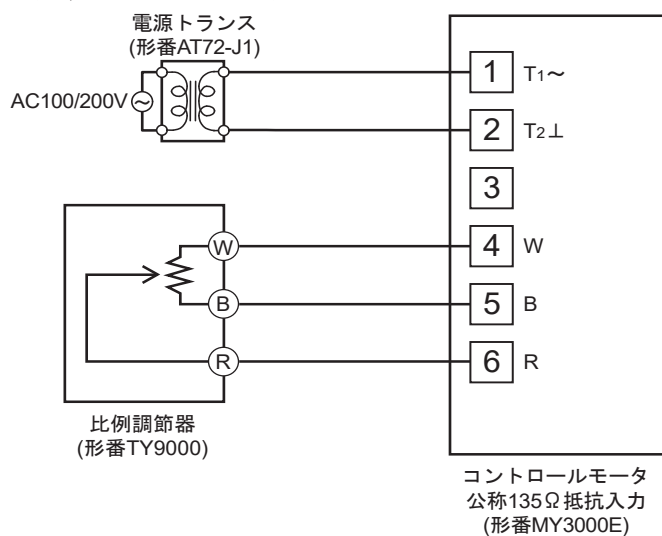 電源トランス
(形番AT72-J1)
AC100/200V
1 T1~
2 T2⊥
3
4 W
5 B
6 R
W
B
R
比例調節器
(形番TY9000)
コントロールモータ
公称135Ω抵抗入力
(形番MY3000E)